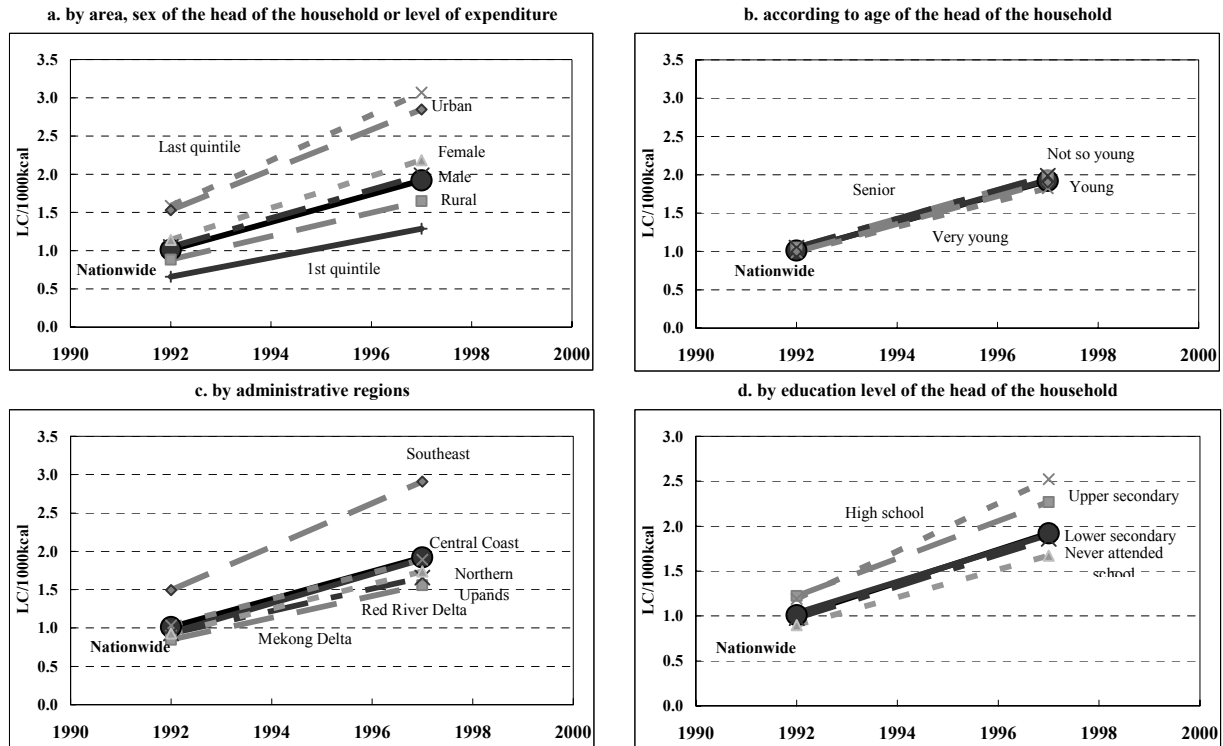 a. by area, sex of the head of the household or level of expenditure
LC/1000kcal
3.5
3.0
2.5
2.0
1.5
1.0
0.5
0.0
1990 1992 1994 1996 1998 2000
Last quintile
Urban
Female
Male
Rural
1st quintile
Nationwide
b. according to age of the head of the household
LC/1000kcal
3.5
3.0
2.5
2.0
1.5
1.0
0.5
0.0
1990 1992 1994 1996 1998 2000
Not so young
Senior
Young
Very young
Nationwide
c. by administrative regions
LC/1000kcal
3.5
3.0
2.5
2.0
1.5
1.0
0.5
0.0
1990 1992 1994 1996 1998 2000
Southeast
Central Coast
Northern
Upands
Red River Delta
Mekong Delta
Nationwide
d. by education level of the head of the household
LC/1000kcal
3.0
2.5
2.0
1.5
1.0
0.5
0.0
1990 1992 1994 1996 1998 2000
High school
Upper secondary
Lower secondary
Never attended
school
Nationwide